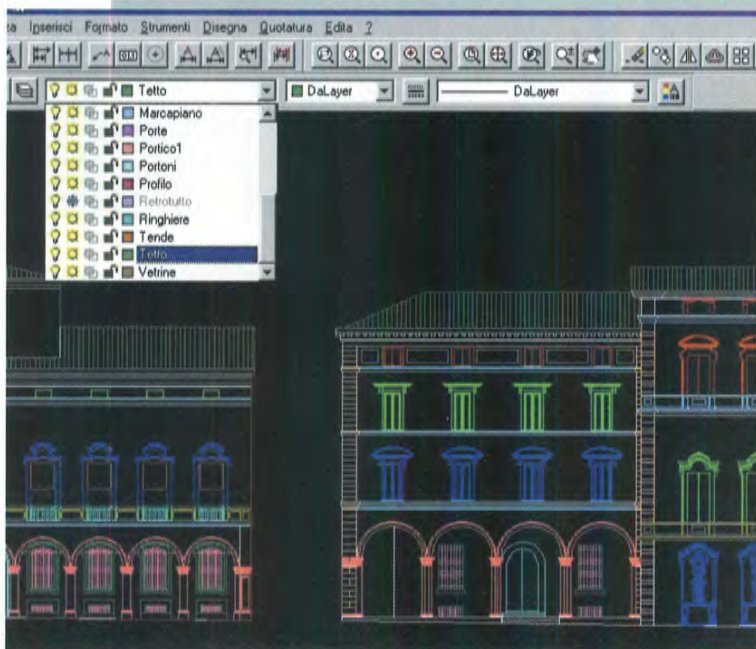 Inserisci Formato Strumenti Disegna Quotatura Edita ?
Tetto DaLayer DaLayer
Marcapiano
Porte
Portico1
Portoni
Profilo
Retrotutto
Ringhiere
Tende
Tetto
Vetrine